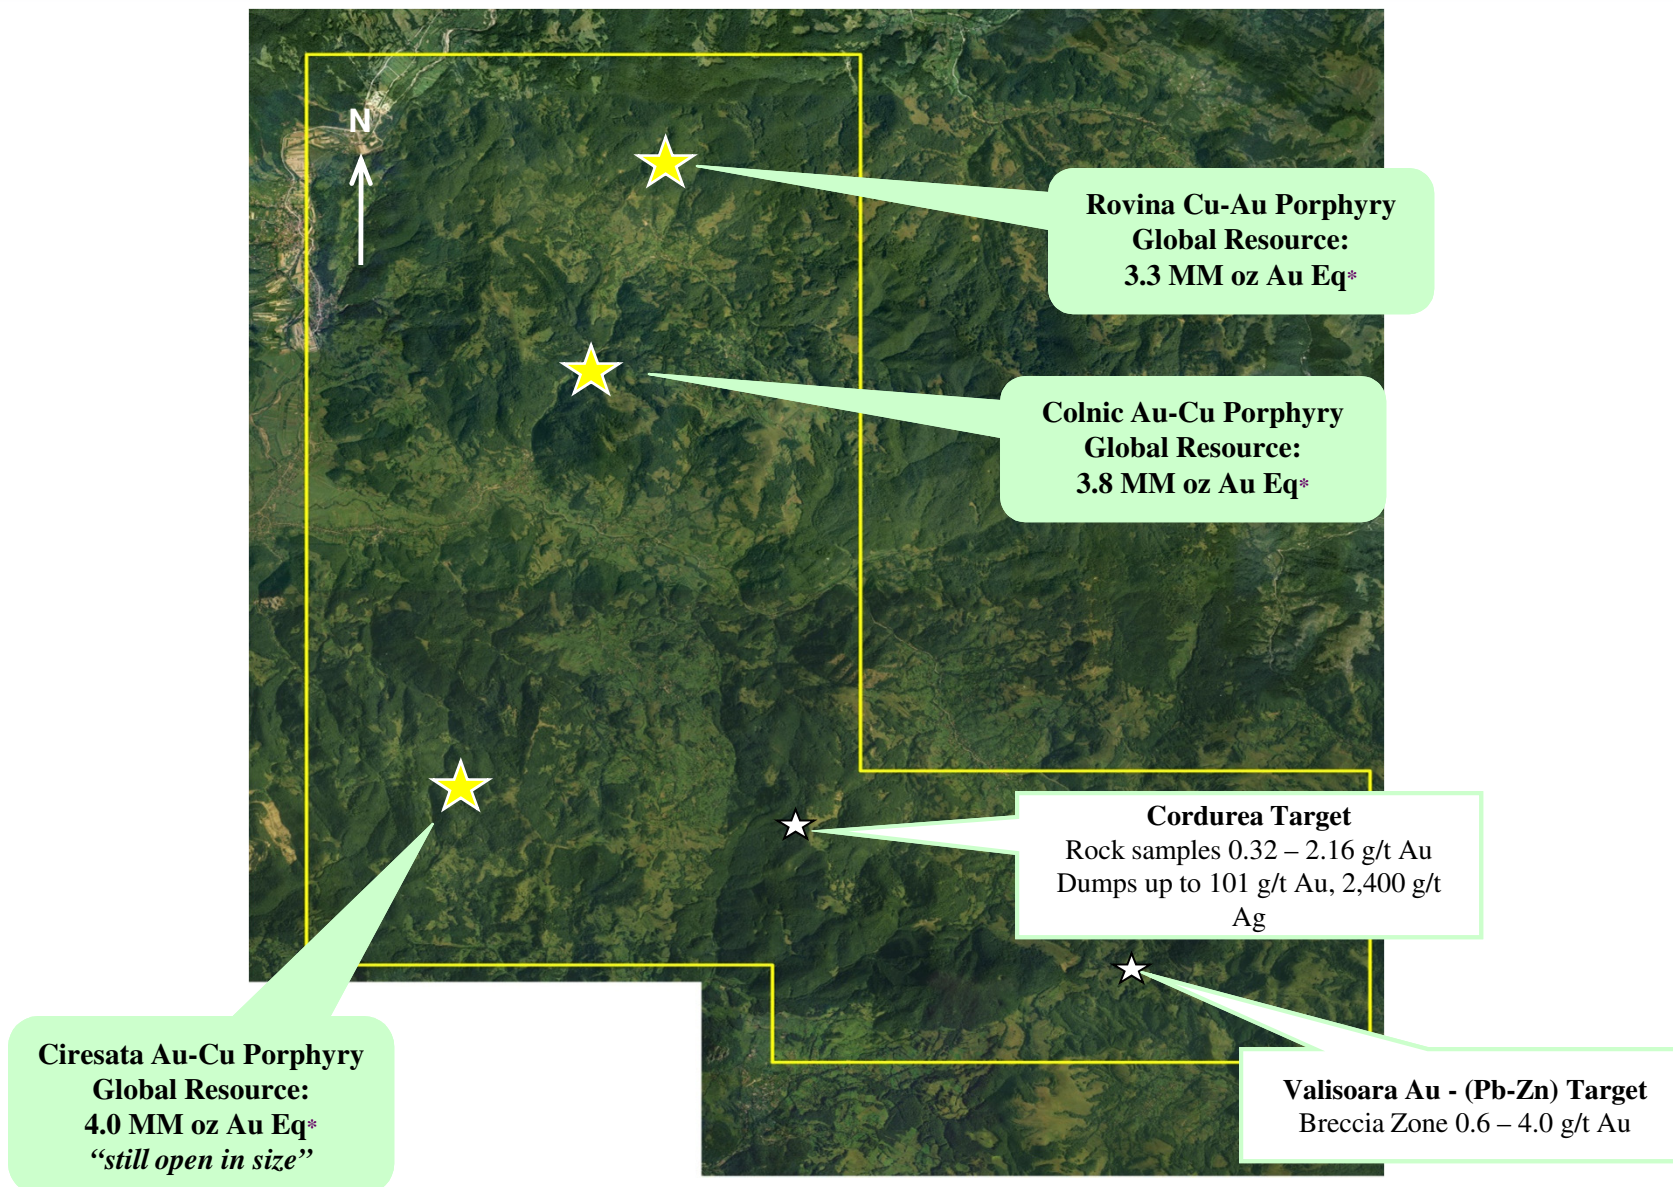 N
Rovina Cu-Au Porphyry
Global Resource:
3.3 MM oz Au Eq*
Colnic Au-Cu Porphyry
Global Resource:
3.8 MM oz Au Eq*
Cordurea Target
Rock samples 0.32 – 2.16 g/t Au
Dumps up to 101 g/t Au, 2,400 g/t
Ag
Ciresata Au-Cu Porphyry
Global Resource:
4.0 MM oz Au Eq*
“still open in size”
Valisoara Au - (Pb-Zn) Target
Breccia Zone 0.6 – 4.0 g/t Au